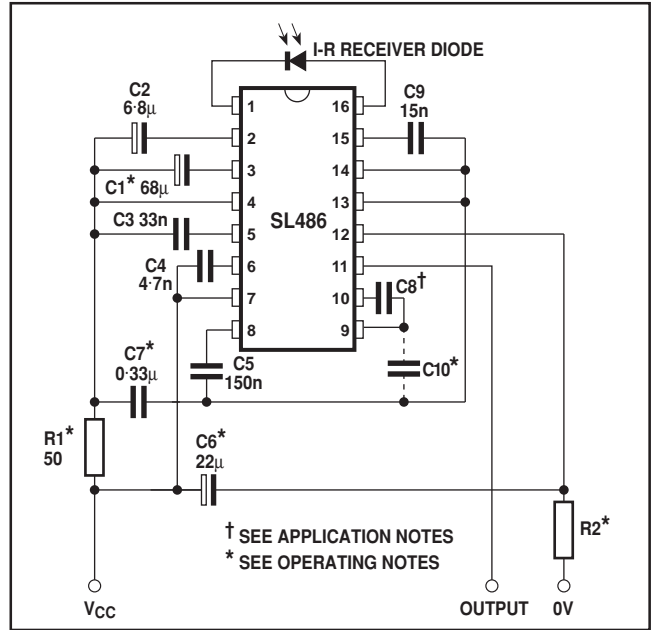 I-R RECEIVER DIODE
C2
6·8µ
C9
15n
1
16
2
15
3
14
C1* 68µ
4
13
SL486
C3 33n
5
12
C4
4·7n
6
11
7
10
C8†
8
9
C7*
0·33µ
C5
150n
C10*
R1*
50
C6*
22µ
R2*
† SEE APPLICATION NOTES
* SEE OPERATING NOTES
VCC
OUTPUT
0V